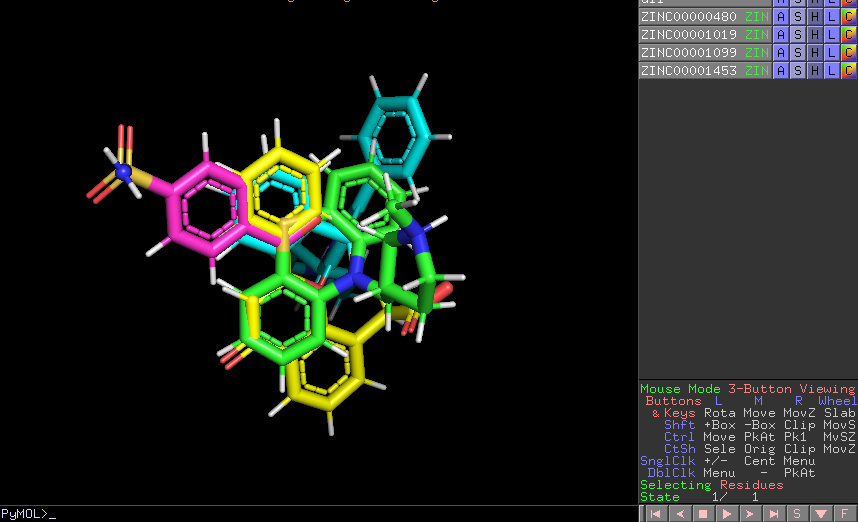 all A S H L C
ZINC00000480 ZIN A S H L C
ZINC00001019 ZIN A S H L C
ZINC00001099 ZIN A S H L C
ZINC00001453 ZIN A S H L C
Mouse Mode 3-Button Viewing
Buttons L M R Wheel
& Keys Rota Move MovZ Slab
Shft +Box -Box Clip MovS
Ctrl Move PkAt Pk1 MvSZ
CtSh Sele Orig Clip MovZ
SnglClk +/- Cent Menu
DblClk Menu - PkAt
Selecting Residues
State 1/ 1
PyMOL>_
S F